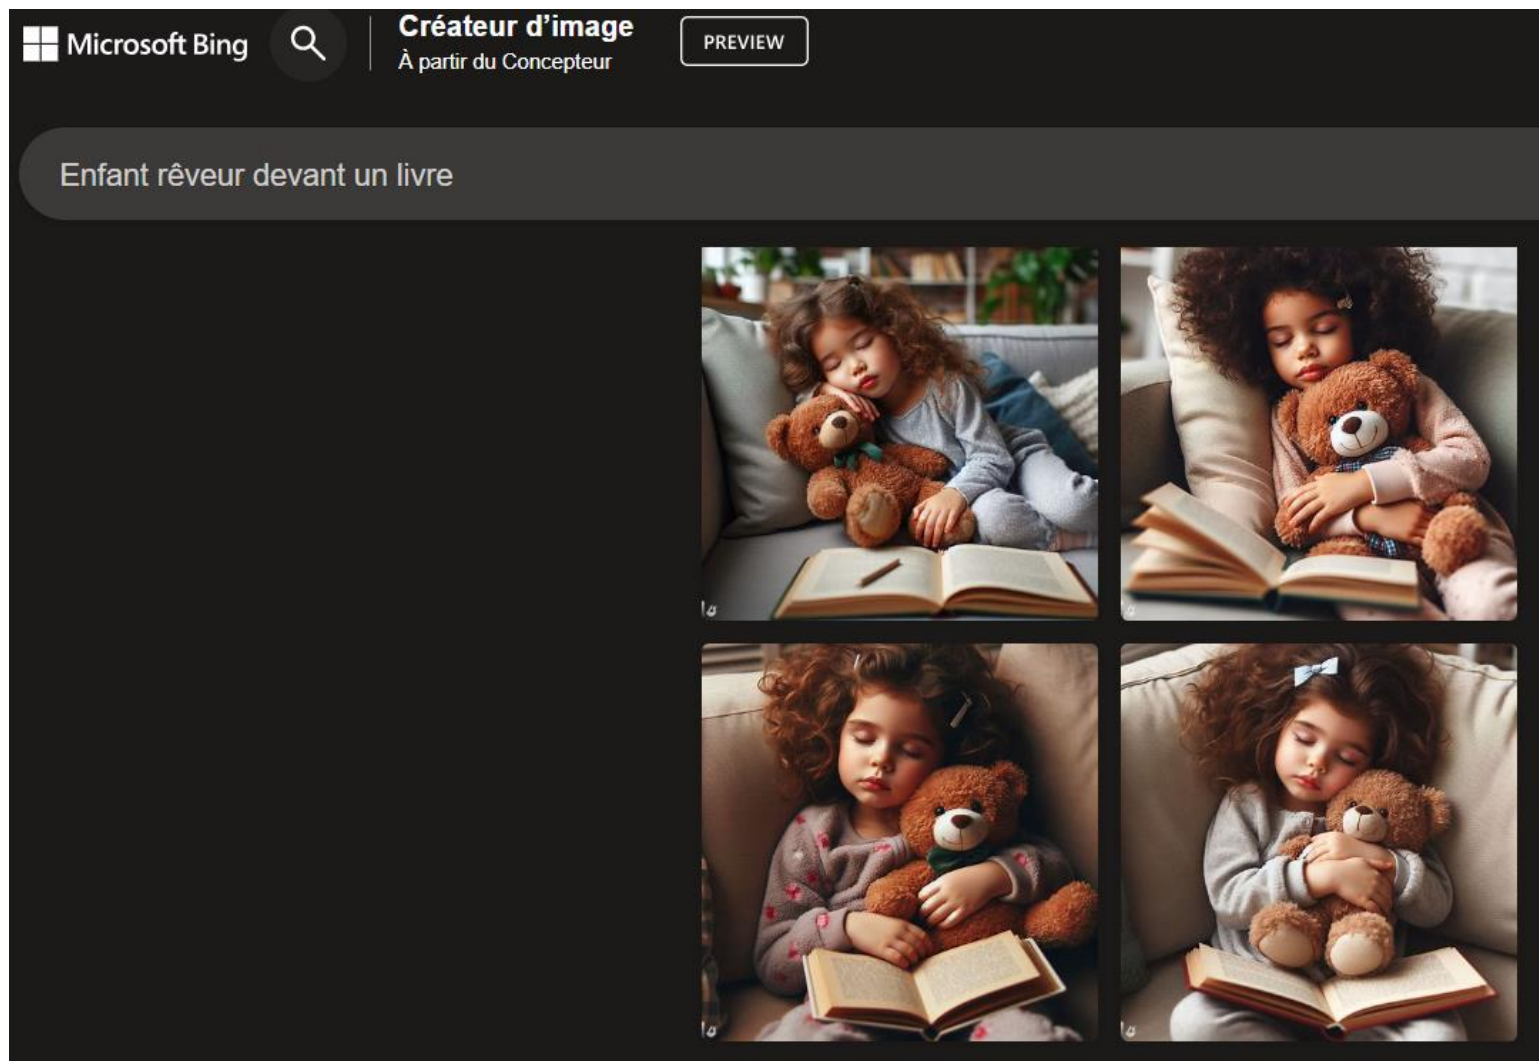 Microsoft Bing
Créateur d’image
À partir du Concepteur
PREVIEW
Enfant rêveur devant un livre